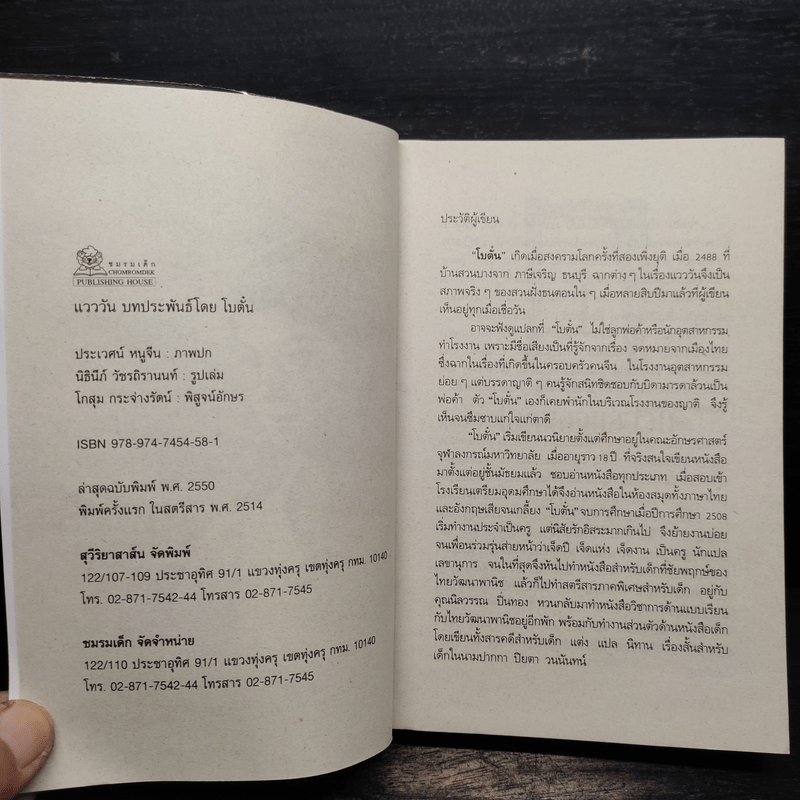 ชมรมเด็ก
CHOMROMDEK
PUBLISHING HOUSE
แววรัน บทประพันธ์โดย โบตั๋น
ประเวศน์ หนูจีน : ภาพปก
นิธินีภ์ วัชรถิรานนท์ : รูปเล่ม
โกสุม กระจ่างรัตน์ : พิสูจน์อักษร
ISBN 978-974-7454-58-1
ล่าสุดฉบับพิมพ์ พ.ศ. 2550
พิมพ์ครั้งแรก ในสตรีสาร พ.ศ. 2514
สุวีริยาสาส์น จัดพิมพ์
122/107-109 ประชาอุทิศ 91/1 แขวงทุ่งครุ เขตทุ่งครุ กทม. 10140
โทร. 02-871-7542-44 โทรสาร 02-871-7545
ชมรมเด็ก จัดจำหน่าย
122/110 ประชาอุทิศ 91/1 แขวงทุ่งครุ เขตทุ่งครุ กทม. 10140
โทร. 02-871-7542-44 โทรสาร 02-871-7545
ประวัติผู้เขียน
"โบตั๋น" เกิดเมื่อสงครามโลกครั้งที่สองเพิ่งยุติ เมื่อ 2488 ที่
บ้านสวนบางจาก ภาษีเจริญ ธนบุรี ฉากต่างๆ ในเรื่องแวววันจึงเป็น
สภาพจริง ๆ ของสวนฝั่งธนตอนใน ๆ เมื่อหลายสิบปีมาแล้วที่ผู้เขียน
เห็นอยู่ทุกเมื่อเชื่อวัน
อาจจะฟังดูแปลกที่ "โบตั๋น" ไม่ใช่ลูกพ่อค้าหรือนักอุตสาหกรรม
ทำโรงงาน เพราะมีชื่อเสียงเป็นที่รู้จักจากเรื่อง จดหมายจากเมืองไทย
ซึ่งฉากในเรื่องที่เกิดขึ้นในครอบครัวคนจีน ในโรงงานอุตสาหกรรม
ย่อย ๆ แต่บรรดาญาติ ๆ คนรู้จักสนิทชิดชอบกับบิดามารดาล้วนเป็น
พ่อค้า ตัว "โบตั๋น" เองก็เคยพำนักในบริเวณโรงงานของญาติ จึงรู้
เห็นจนซึมซาบแก่ใจแก่ตาดี
"โบตั๋น" เริ่มเขียนนวนิยายตั้งแต่ศึกษาอยู่ในคณะอักษรศาสตร์
จุฬาลงกรณ์มหาวิทยาลัย เมื่ออายุราว 18 ปี ที่จริงสนใจเขียนหนังสือ
มาตั้งแต่อยู่ชั้นมัธยมแล้ว ชอบอ่านหนังสือทุกประเภท เมื่อสอบเข้า
โรงเรียนเตรียมอุดมศึกษาได้จึงอ่านหนังสือในห้องสมุดทั้งภาษาไทย
และอังกฤษเสียจนเกลี้ยง "โบตั๋น" จบการศึกษาเมื่อปีการศึกษา 2508
เริ่มทำงานประจำเป็นครู แต่นิสัยรักอิสระมากเกินไป จึงย้ายงานบ่อย
จนเพื่อนร่วมรุ่นส่ายหน้าว่าเจ็ดปี เจ็ดแห่ง เจ็ดงาน เป็นครู นักแปล
เลขานุการ จนในที่สุดจึงหันไปทำหนังสือสำหรับเด็กที่ชัยพฤกษ์ของ
ไทยวัฒนาพานิช แล้วก็ไปทำสตรีสารภาคพิเศษสำหรับเด็ก อยู่กับ
คุณนิลวรรณ ปิ่นทอง หวนกลับมาทำหนังสือวิชาการด้านแบบเรียน
กับไทยวัฒนาพานิชอยู่อีกพัก พร้อมกับทำงานส่วนตัวด้านหนังสือเด็ก
โดยเขียนทั้งสารคดีสำหรับเด็ก แต่ง แปล นิทาน เรื่องสั้นสำหรับ
เด็กในนามปากกา ปิยตา วนนันทน์